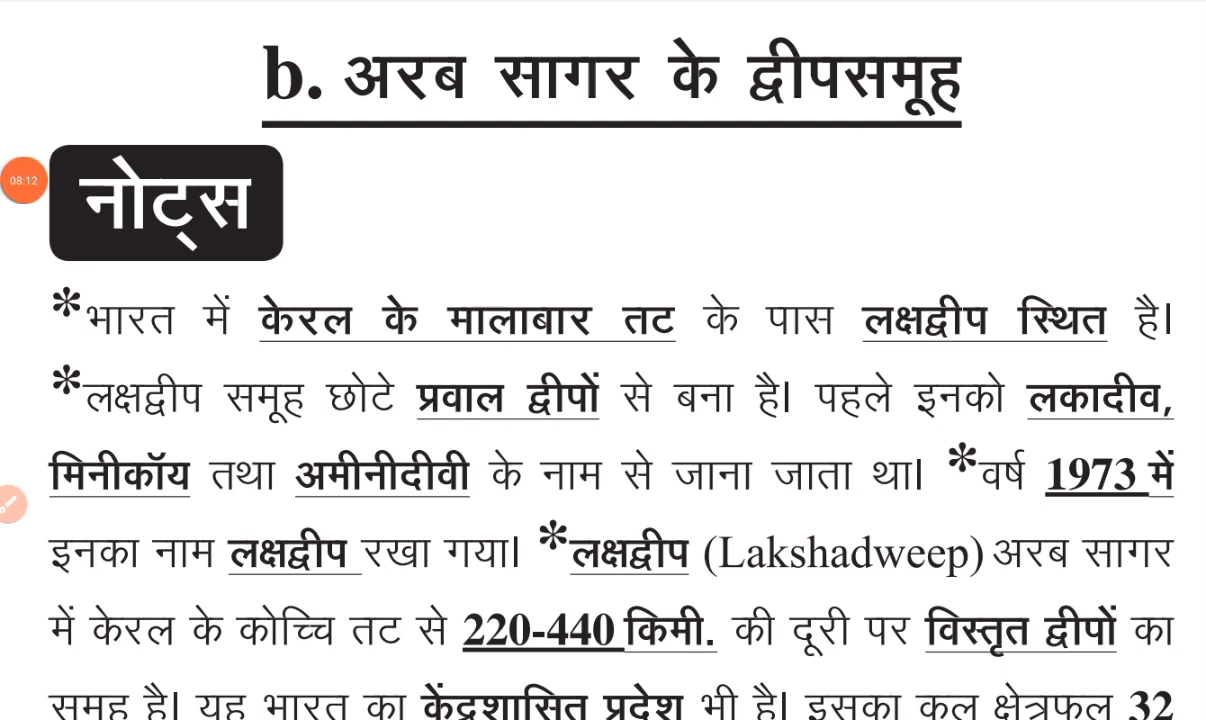 b. अरब सागर के द्वीपसमूह
08:12
नोट्स
*भारत में केरल के मालाबार तट के पास लक्षद्वीप स्थित है।
*लक्षद्वीप समूह छोटे प्रवाल द्वीपों से बना है। पहले इनको लकादीव,
मिनीकॉय तथा अमीनीदीवी के नाम से जाना जाता था। *वर्ष 1973 में
इनका नाम लक्षद्वीप रखा गया। *लक्षद्वीप (Lakshadweep) अरब सागर
में केरल के कोच्चि तट से 220-440 किमी. की दूरी पर विस्तृत द्वीपों का
समूह है। यह भारत का केंद्रशासित प्रदेश भी है। इसका कुल क्षेत्रफल 32